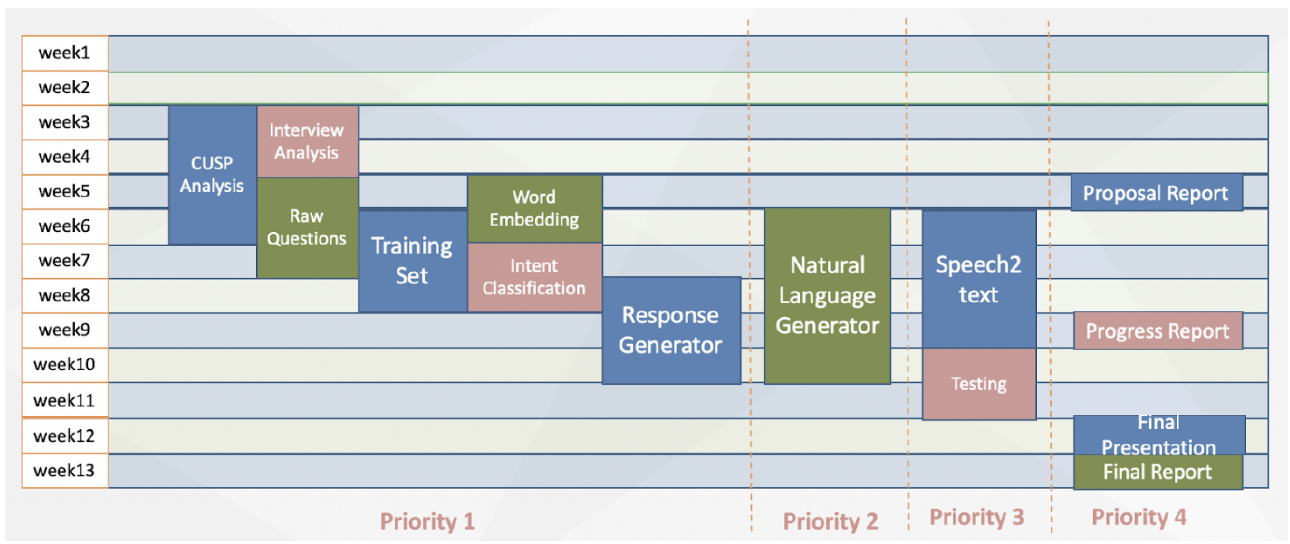 week1
week2
week3
week4
week5
week6
week7
week8
week9
week10
week11
week12
week13
CUSP
Analysis
Interview
Analysis
Raw
Questions
Training
Set
Word
Embedding
Intent
Classification
Response
Generator
Natural
Language
Generator
Speech2
text
Testing
Proposal Report
Progress Report
Final
Presentation
Final Report
Priority 1
Priority 2
Priority 3
Priority 4